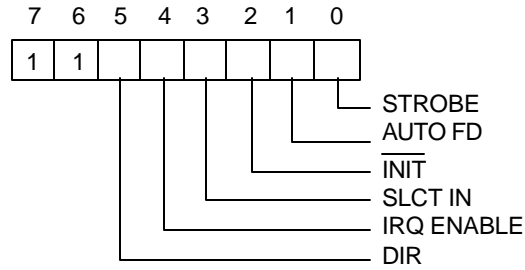 7 6 5 4 3 2 1 0
1 1
STROBE
AUTO FD
INIT
SLCT IN
IRQ ENABLE
DIR